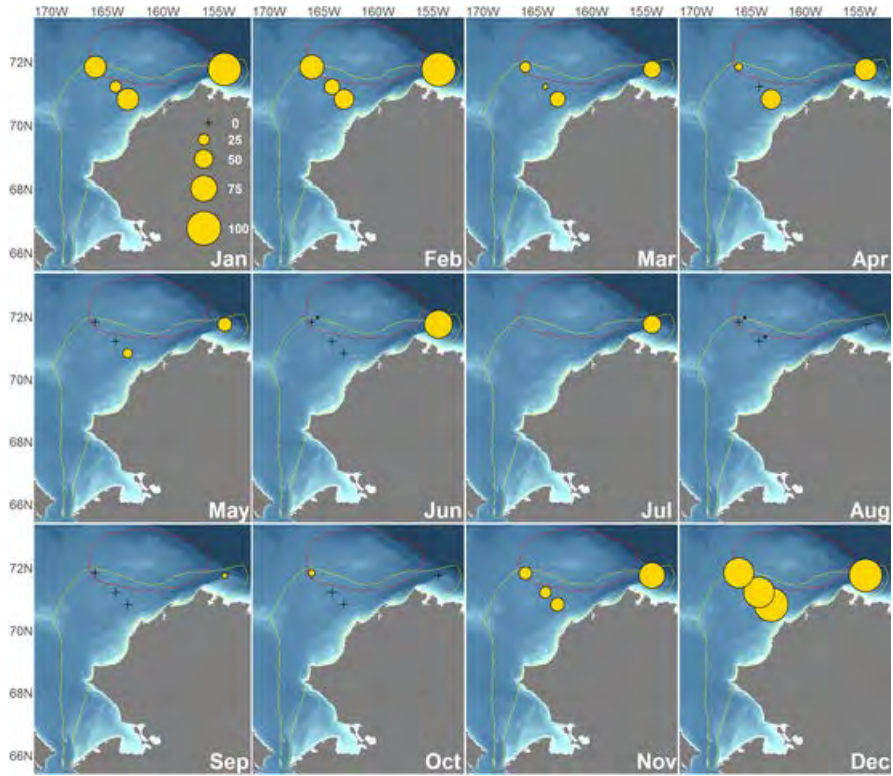 170W 165W 160W 155W 170W 165W 160W 155W 170W 165W 160W 155W 170W 165W 160W 155W
72N
70N
68N
66N
0
25
50
75
100
Jan Feb Mar Apr
72N
70N
68N
66N
May Jun Jul Aug
72N
70N
68N
66N
Sep Oct Nov Dec